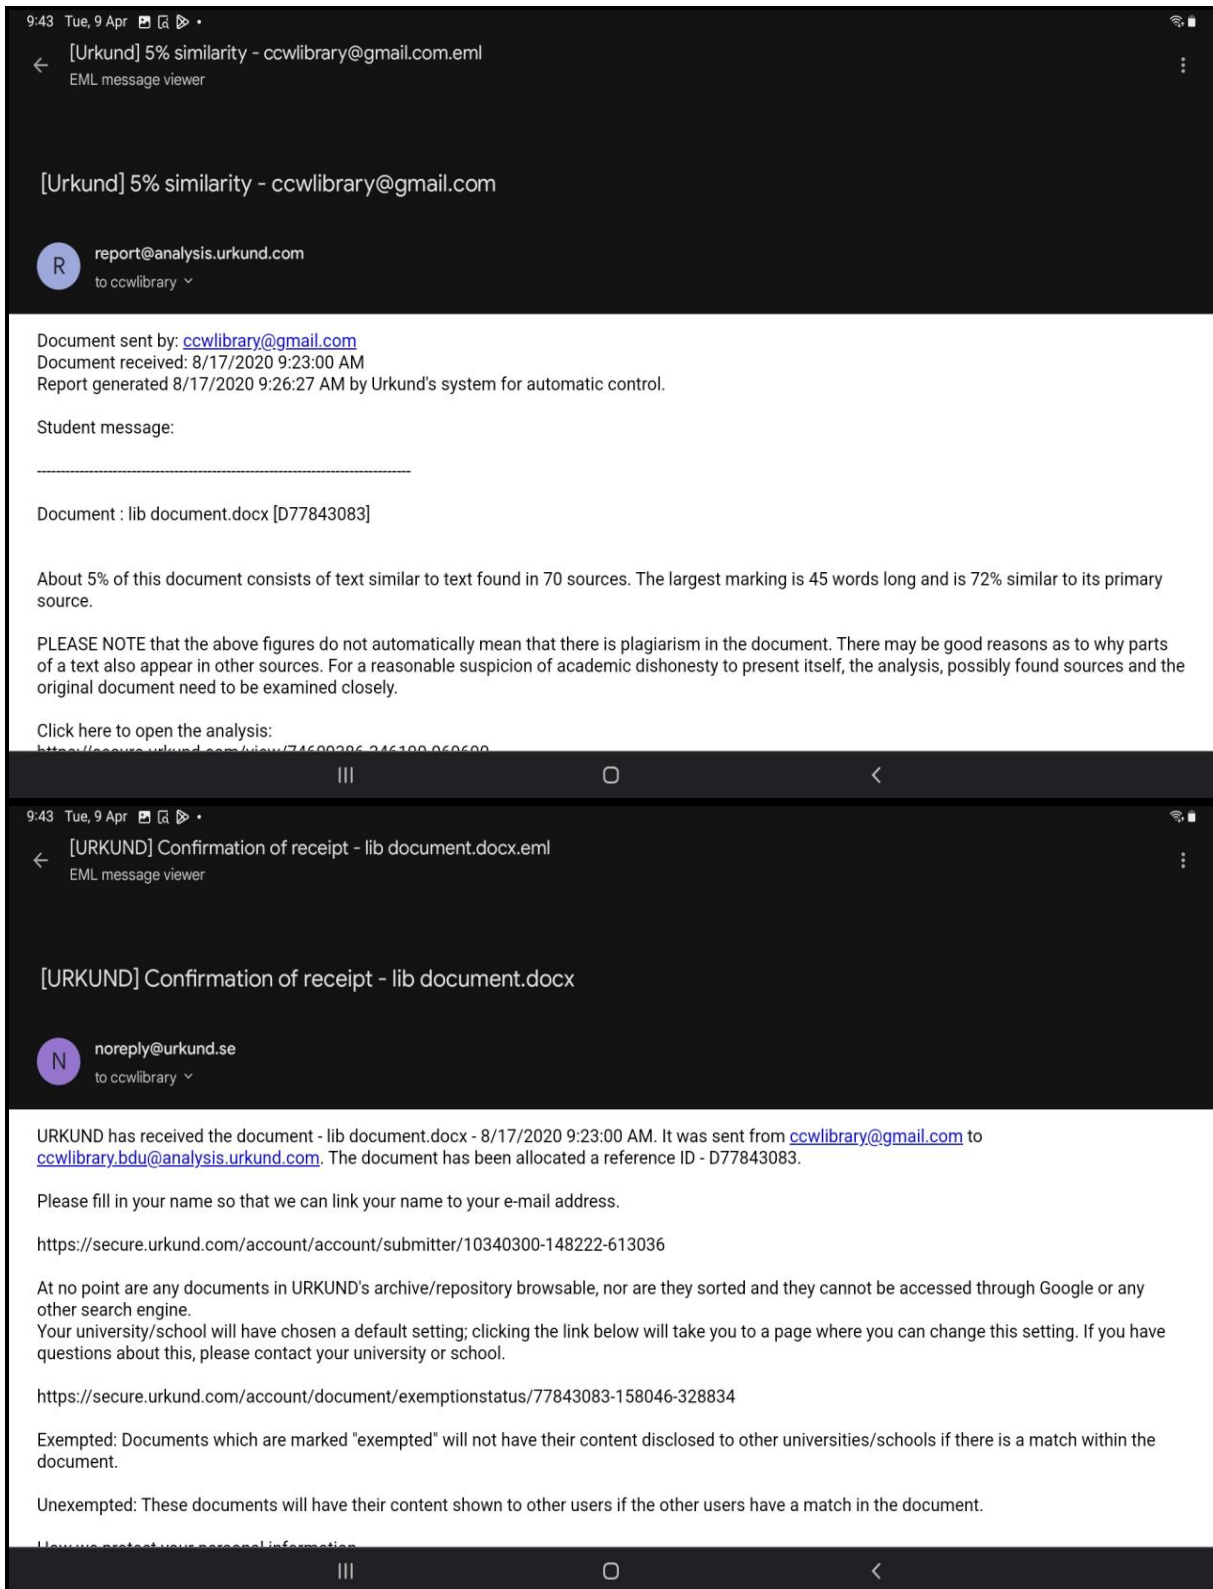 9:43 Tue, 9 Apr
[Urkund] 5% similarity - ccwlibrary@gmail.com.eml
EML message viewer
[Urkund] 5% similarity - ccwlibrary@gmail.com
R
report@analysis.urkund.com
to ccwlibrary
Document sent by: ccwlibrary@gmail.com
Document received: 8/17/2020 9:23:00 AM
Report generated 8/17/2020 9:26:27 AM by Urkund's system for automatic control.
Student message:
--------------------------------------------------------------------------------
Document : lib document.docx [D77843083]
About 5% of this document consists of text similar to text found in 70 sources. The largest marking is 45 words long and is 72% similar to its primary
source.
PLEASE NOTE that the above figures do not automatically mean that there is plagiarism in the document. There may be good reasons as to why parts
of a text also appear in other sources. For a reasonable suspicion of academic dishonesty to present itself, the analysis, possibly found sources and the
original document need to be examined closely.
Click here to open the analysis:
9:43 Tue, 9 Apr
[URKUND] Confirmation of receipt - lib document.docx.eml
EML message viewer
[URKUND] Confirmation of receipt - lib document.docx
N
noreply@urkund.se
to ccwlibrary
URKUND has received the document - lib document.docx - 8/17/2020 9:23:00 AM. It was sent from ccwlibrary@gmail.com to
ccwlibrary.bdu@analysis.urkund.com. The document has been allocated a reference ID - D77843083.
Please fill in your name so that we can link your name to your e-mail address.
https://secure.urkund.com/account/account/submitter/10340300-148222-613036
At no point are any documents in URKUND's archive/repository browsable, nor are they sorted and they cannot be accessed through Google or any
other search engine.
Your university/school will have chosen a default setting; clicking the link below will take you to a page where you can change this setting. If you have
questions about this, please contact your university or school.
https://secure.urkund.com/account/document/exemptionstatus/77843083-158046-328834
Exempted: Documents which are marked "exempted" will not have their content disclosed to other universities/schools if there is a match within the
document.
Unexempted: These documents will have their content shown to other users if the other users have a match in the document.
How we protect your personal information